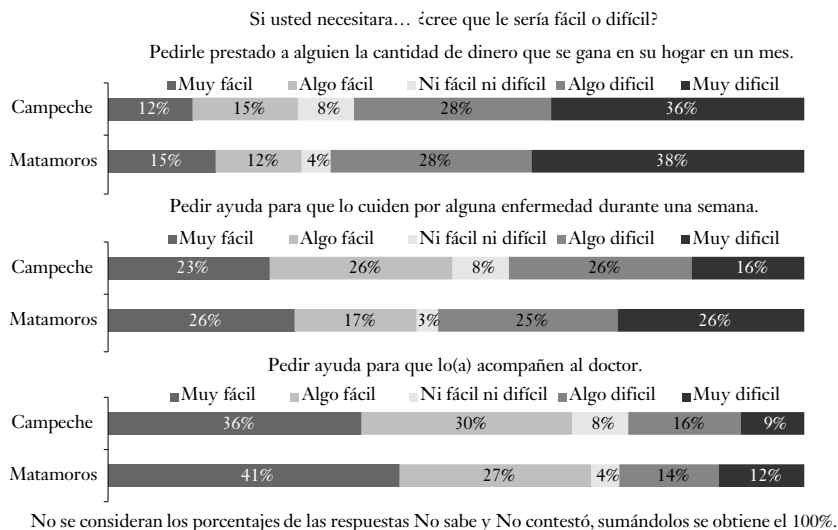 Si usted necesitara... ¿cree que le sería fácil o difícil?
Pedirle prestado a alguien la cantidad de dinero que se gana en su hogar en un mes.
Muy fácil Algo fácil Ni fácil ni difícil Algo dificil Muy dificil
Campeche 12% 15% 8% 28% 36%
Matamoros 15% 12% 4% 28% 38%
Pedir ayuda para que lo cuiden por alguna enfermedad durante una semana.
Muy fácil Algo fácil Ni fácil ni difícil Algo dificil Muy dificil
Campeche 23% 26% 8% 26% 16%
Matamoros 26% 17% 3% 25% 26%
Pedir ayuda para que lo(a) acompañen al doctor.
Muy fácil Algo fácil Ni fácil ni difícil Algo dificil Muy dificil
Campeche 36% 30% 8% 16% 9%
Matamoros 41% 27% 4% 14% 12%
No se consideran los porcentajes de las respuestas No sabe y No contestó, sumándolos se obtiene el 100%.